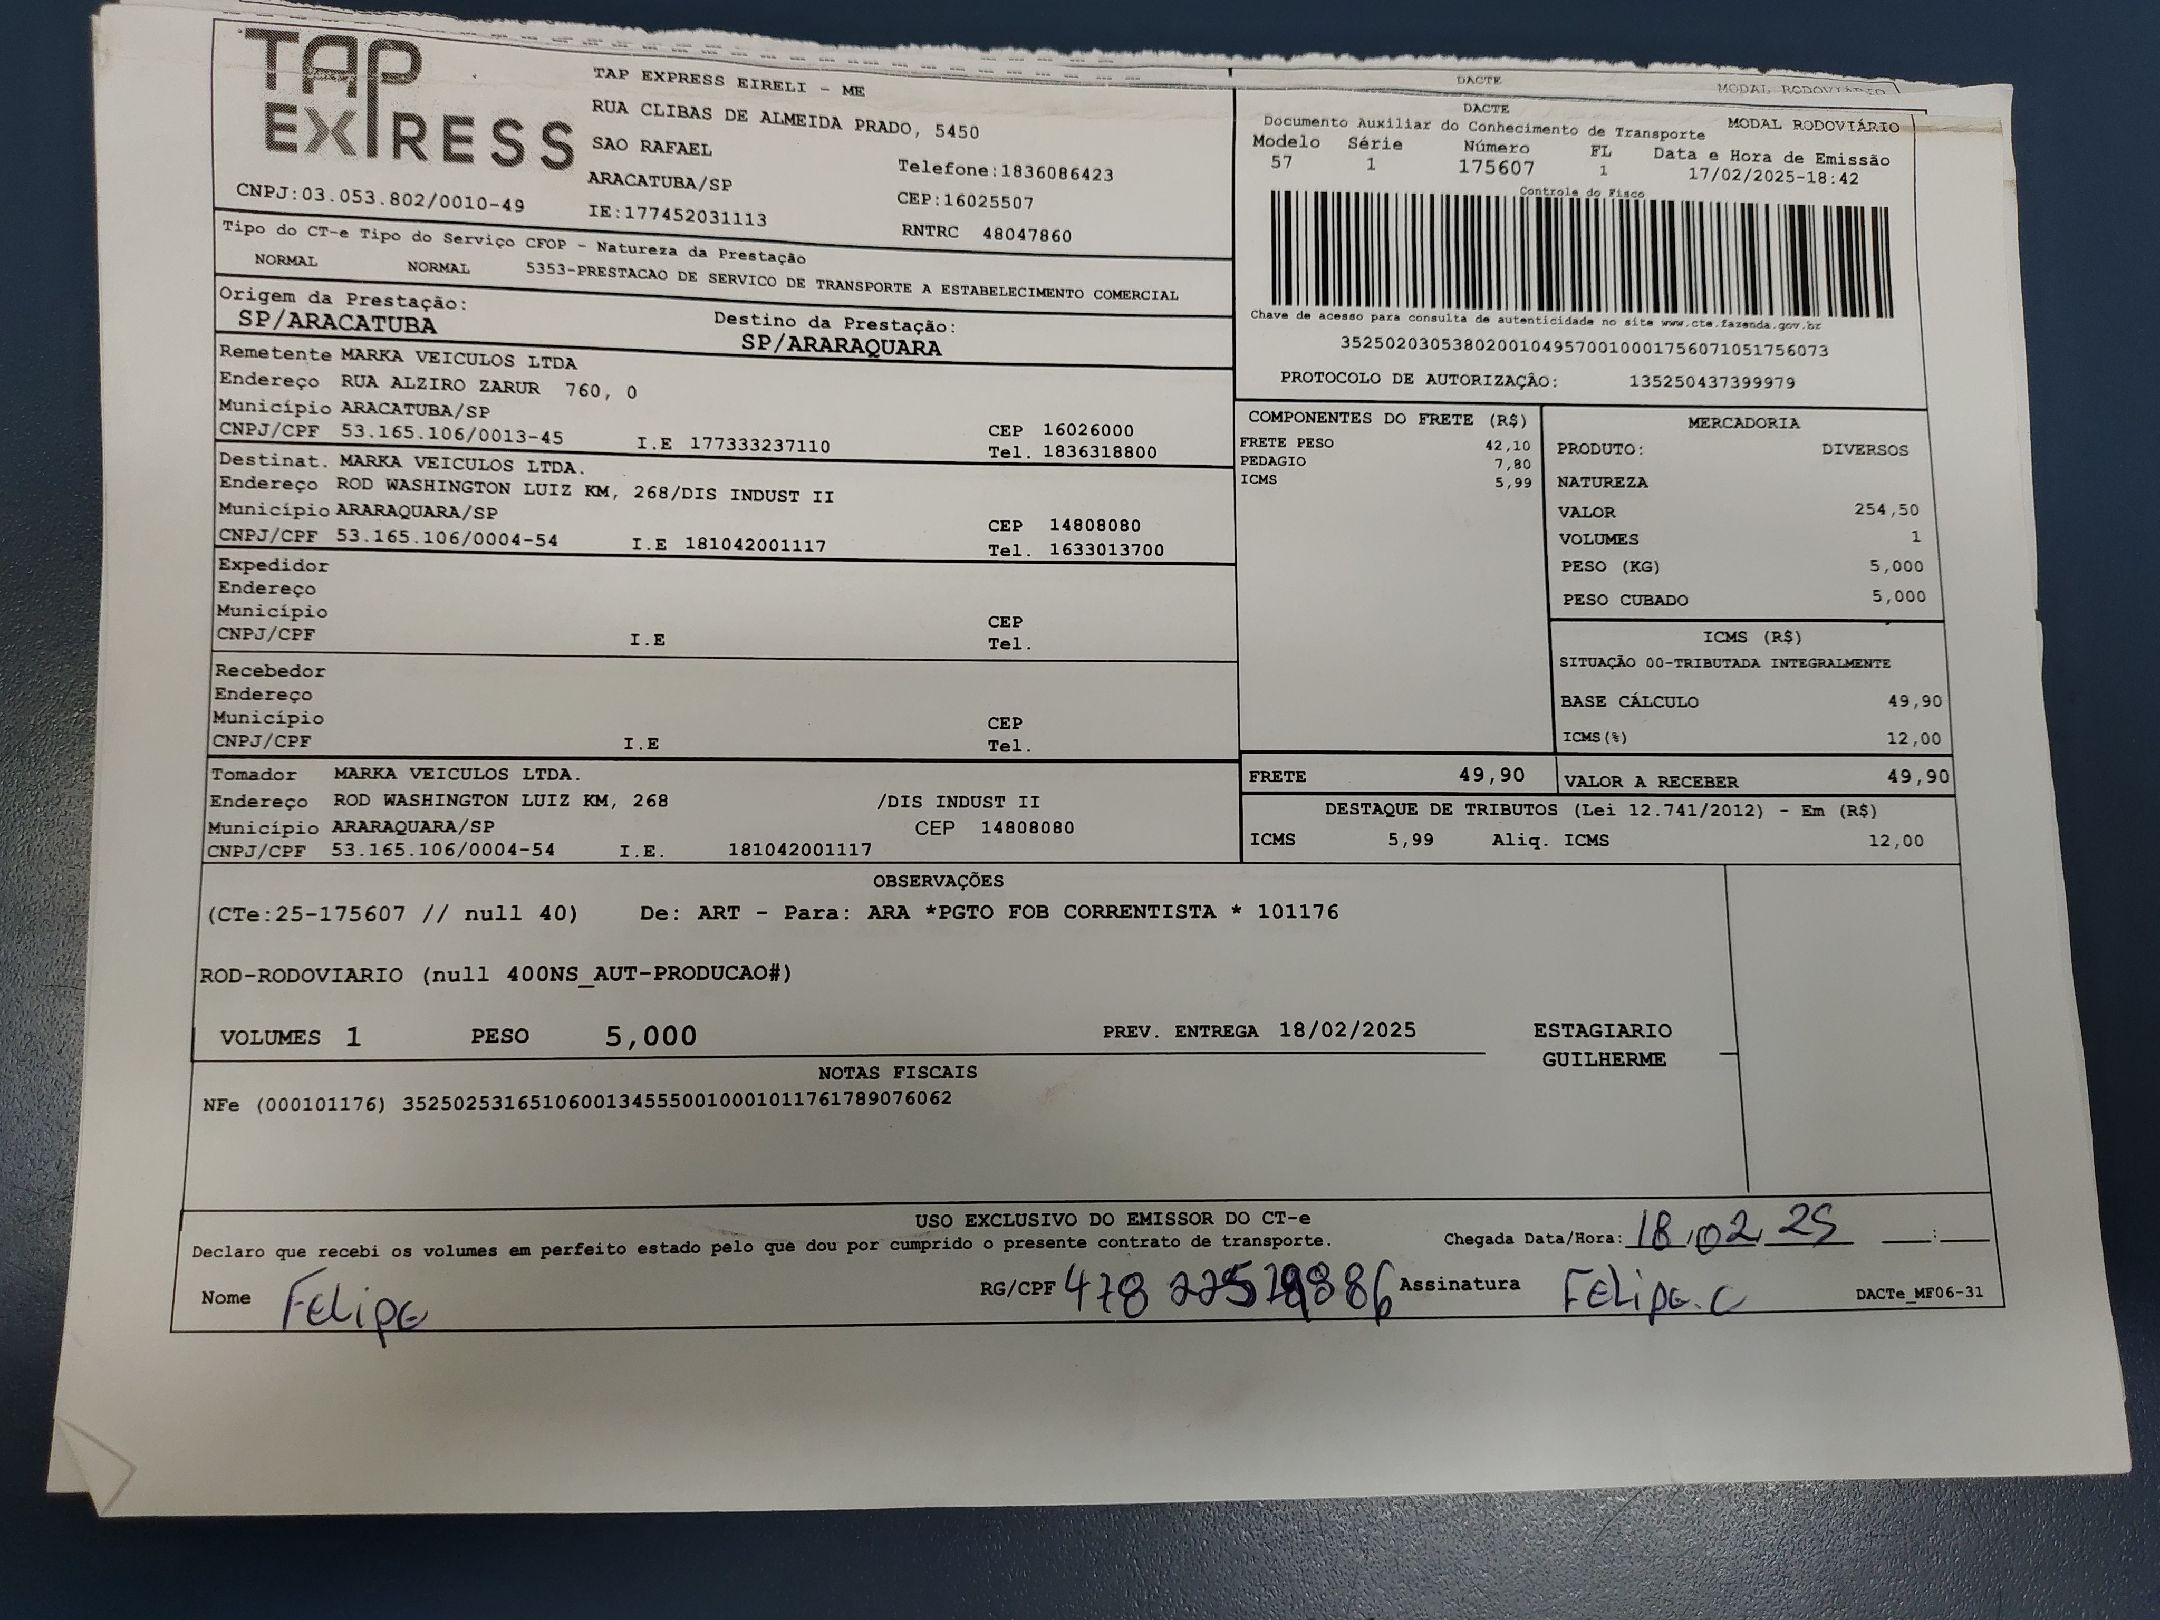 TAP
EXPRESS
CNPJ:03.053.802/0010-49
TAP EXPRESS EIRELI - ME
RUA CLIBAS DE ALMEIDA PRADO, 5450
SAO RAFAEL
ARACATUBA/SP
IE:177452031113
Telefone:1836086423
CEP:16025507
RNTRC 48047860
DACTE
MODAL RODOVIÁRIO
DACTE
Documento Auxiliar do Conhecimento de Transporte MODAL RODOVIÁRIO
Modelo Série Número FL Data e Hora de Emissão
57 1 175607 1 17/02/2025-18:42
Controle do Fisco
Chave de acesso para consulta de autenticidade no site www.cte.fazenda.gov.br
35250203053802001049570010001756071051756073
PROTOCOLO DE AUTORIZAÇÃO: 135250437399979
Tipo do CT-e Tipo do Serviço CFOP - Natureza da Prestação
NORMAL NORMAL 5353-PRESTACAO DE SERVICO DE TRANSPORTE A ESTABELECIMENTO COMERCIAL
Origem da Prestação: Destino da Prestação:
SP/ARACATUBA SP/ARARAQUARA
Remetente MARKA VEICULOS LTDA
Endereço RUA ALZIRO ZARUR 760, 0
Município ARACATUBA/SP CEP 16026000
CNPJ/CPF 53.165.106/0013-45 I.E 177333237110 Tel. 1836318800
Destinat. MARKA VEICULOS LTDA.
Endereço ROD WASHINGTON LUIZ KM, 268/DIS INDUST II
Município ARARAQUARA/SP CEP 14808080
CNPJ/CPF 53.165.106/0004-54 I.E 181042001117 Tel. 1633013700
Expedidor
Endereço
Município CEP
CNPJ/CPF I.E Tel.
Recebedor
Endereço
Município CEP
CNPJ/CPF I.E Tel.
Tomador MARKA VEICULOS LTDA.
Endereço ROD WASHINGTON LUIZ KM, 268 /DIS INDUST II
Município ARARAQUARA/SP CEP 14808080
CNPJ/CPF 53.165.106/0004-54 I.E. 181042001117
COMPONENTES DO FRETE (R$)
FRETE PESO 42,10
PEDAGIO 7,80
ICMS 5,99
MERCADORIA
PRODUTO: DIVERSOS
NATUREZA
VALOR 254,50
VOLUMES 1
PESO (KG) 5,000
PESO CUBADO 5,000
ICMS (R$)
SITUAÇÃO 00-TRIBUTADA INTEGRALMENTE
BASE CÁLCULO 49,90
ICMS(%) 12,00
FRETE 49,90 VALOR A RECEBER 49,90
DESTAQUE DE TRIBUTOS (Lei 12.741/2012) - Em (R$)
ICMS 5,99 Aliq. ICMS 12,00
OBSERVAÇÕES
(CTe:25-175607 // null 40) De: ART - Para: ARA *PGTO FOB CORRENTISTA * 101176
ROD-RODOVIARIO (null 400NS_AUT-PRODUCAO#)
VOLUMES 1 PESO 5,000 PREV. ENTREGA 18/02/2025 ESTAGIARIO
GUILHERME
NOTAS FISCAIS
NFe (000101176) 35250253165106001345550010001011761789076062
USO EXCLUSIVO DO EMISSOR DO CT-e
Declaro que recebi os volumes em perfeito estado pelo que dou por cumprido o presente contrato de transporte. Chegada Data/Hora: 18/02/25 __:__
Nome Felipe RG/CPF 478 Assinatura Felipe.C DACTe_MF06-31